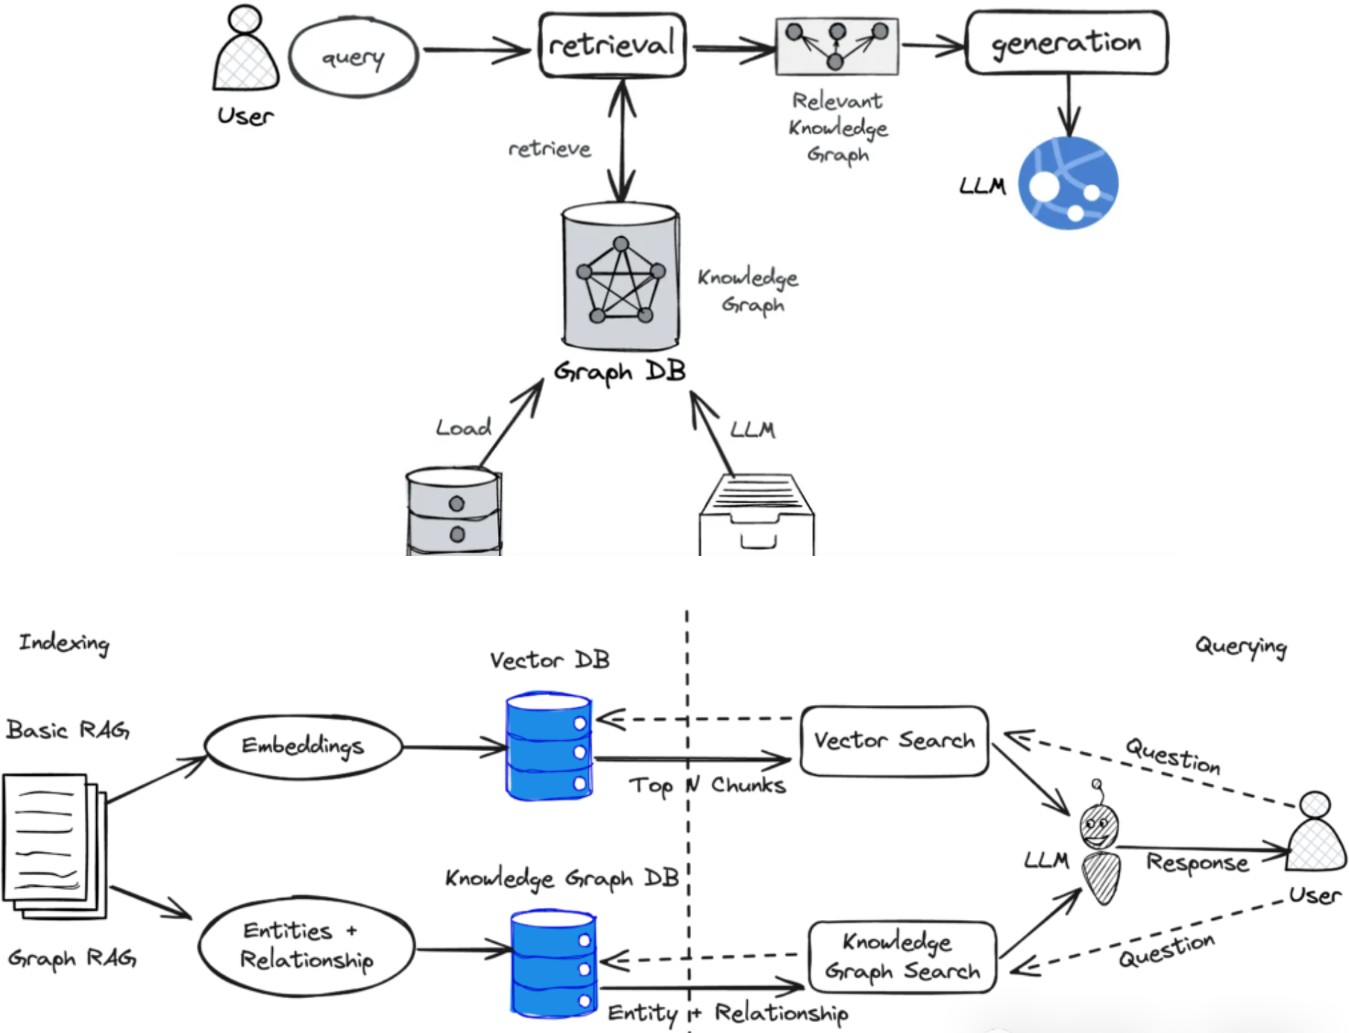 query
retrieval
generation
User
Relevant
Knowledge
Graph
retrieve
LLM
Knowledge
Graph
Graph DB
Load
LLM
Indexing
Querying
Vector DB
Basic RAG
Embeddings
Vector Search
Question
Top N Chunks
LLM
Response
User
Knowledge Graph DB
Entities +
Relationship
Knowledge
Graph Search
Question
Graph RAG
Entity + Relationship